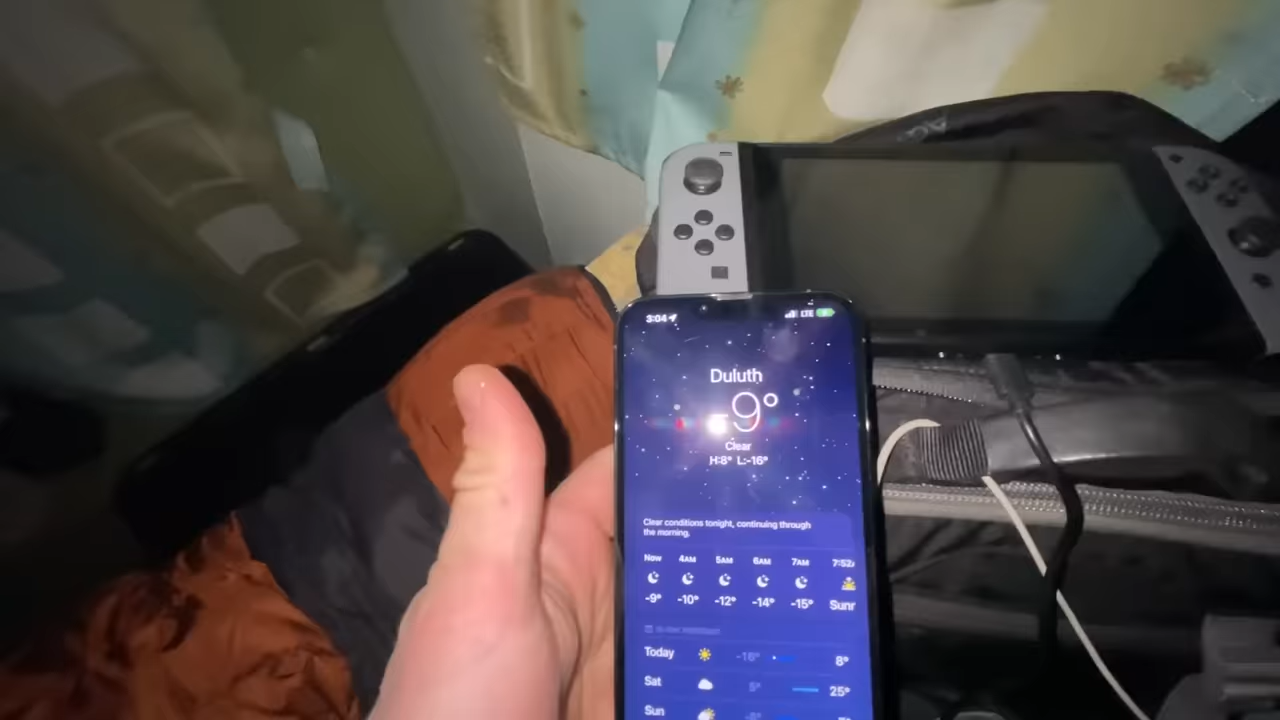 3:04 LTE
Duluth
-9°
Clear
H:8° L:-16°
Clear conditions tonight, continuing through
the morning.
Now 4AM 5AM 6AM 7AM 7:52
-9° -10° -12° -14° -15° Sunr
Today -16° 8°
Sat 5° 25°
Sun